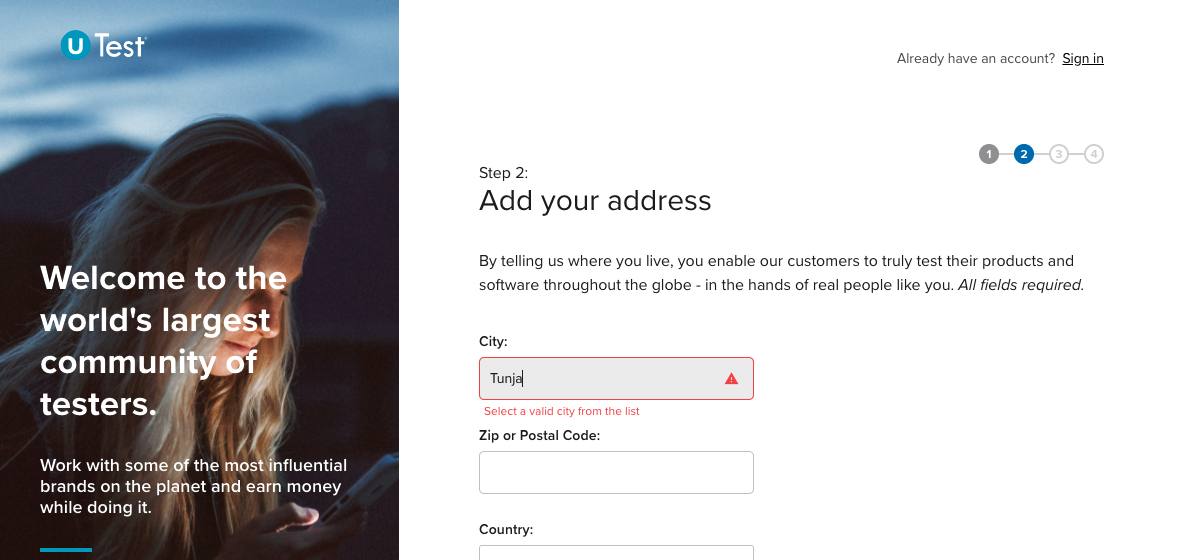 U Test
Already have an account? Sign in
1 2 3 4
Step 2:
Add your address
By telling us where you live, you enable our customers to truly test their products and
software throughout the globe - in the hands of real people like you. All fields required.
City:
Tunja
Select a valid city from the list
Zip or Postal Code:
Country:
Welcome to the
world's largest
community of
testers.
Work with some of the most influential
brands on the planet and earn money
while doing it.